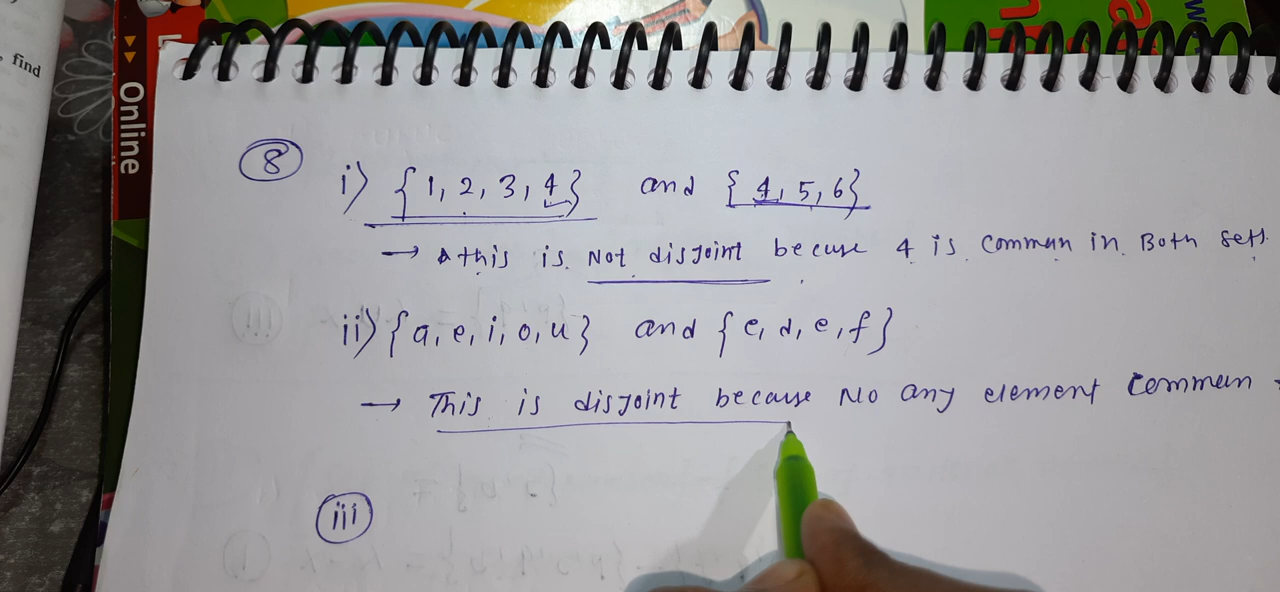 , find
Online
8
i) {1, 2, 3, 4} and {4, 5, 6}
→ this is Not disjoint becuse 4 is Commen in Both sets.
ii) {a, e, i, o, u} and {c, d, e, f}
→ This is disjoint because No any element Commen
iii